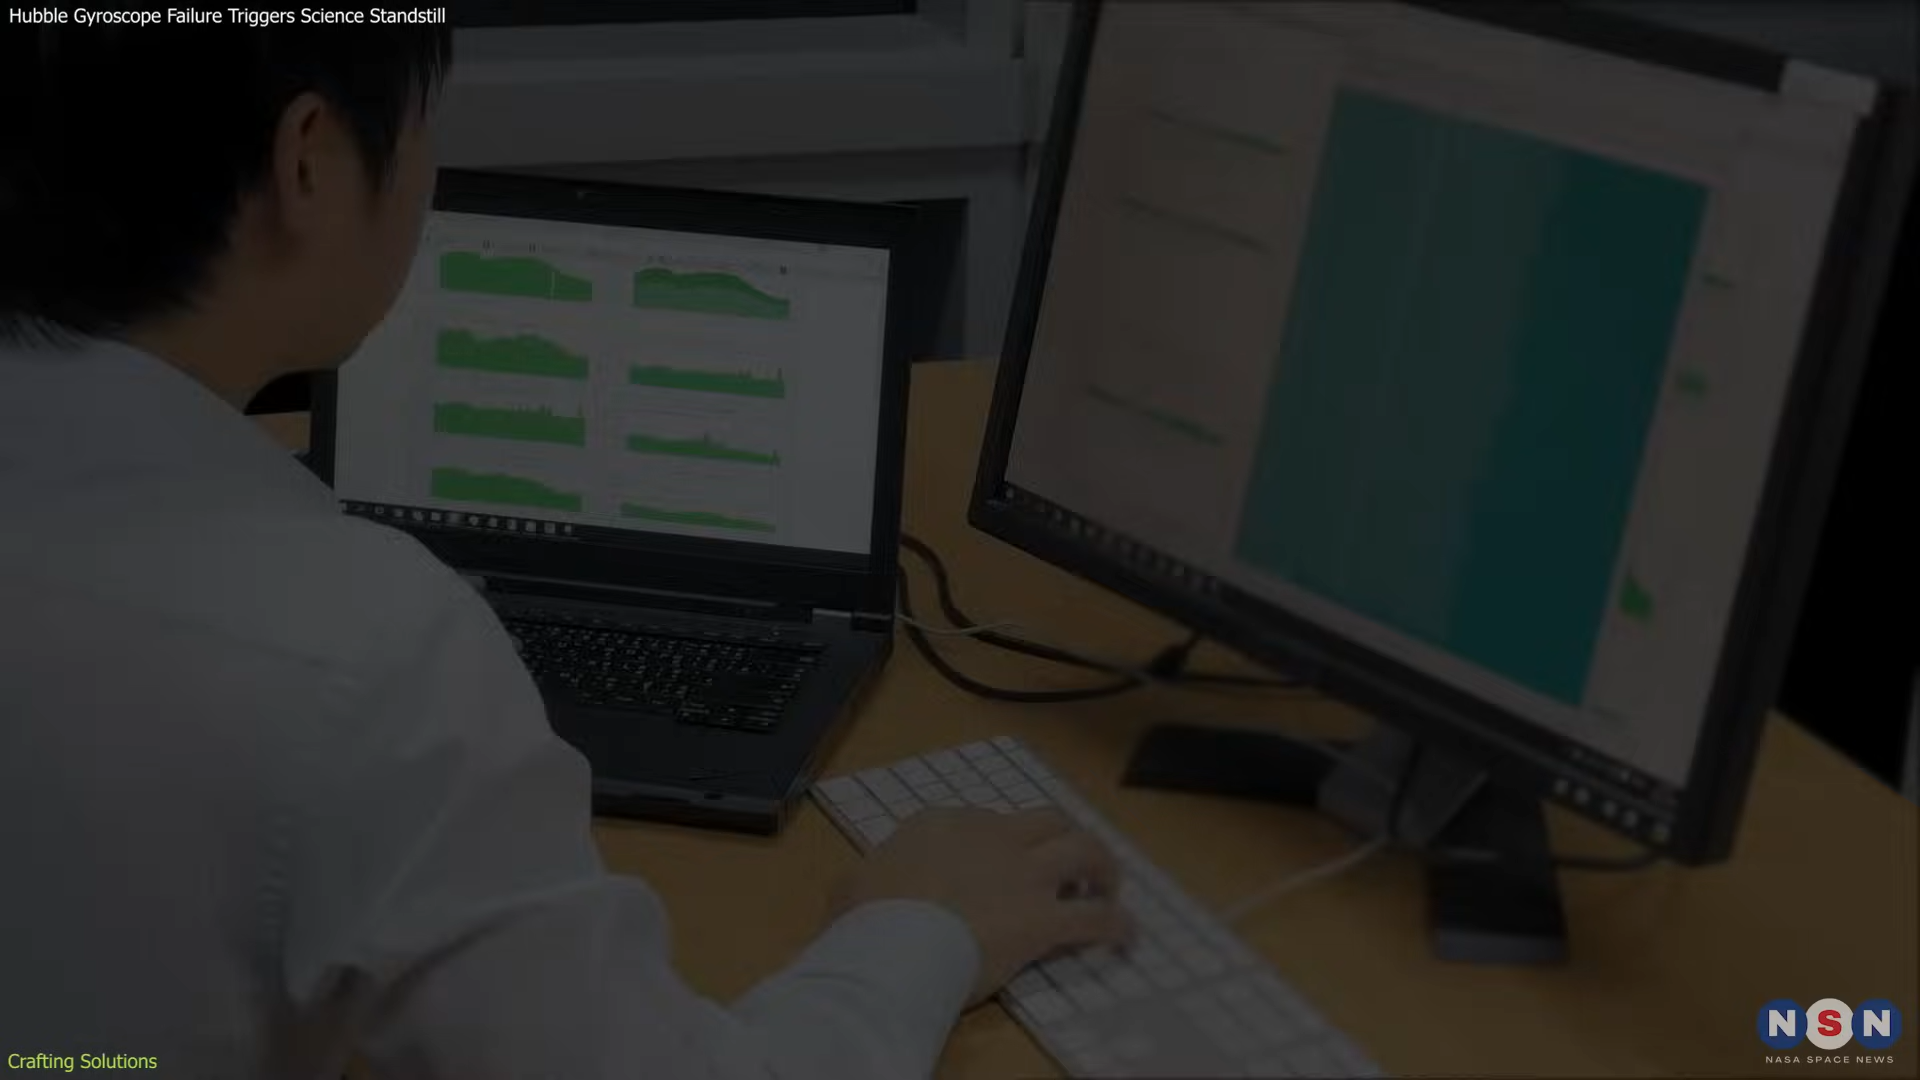 Hubble Gyroscope Failure Triggers Science Standstill
Crafting Solutions
NSN
NASA SPACE NEWS